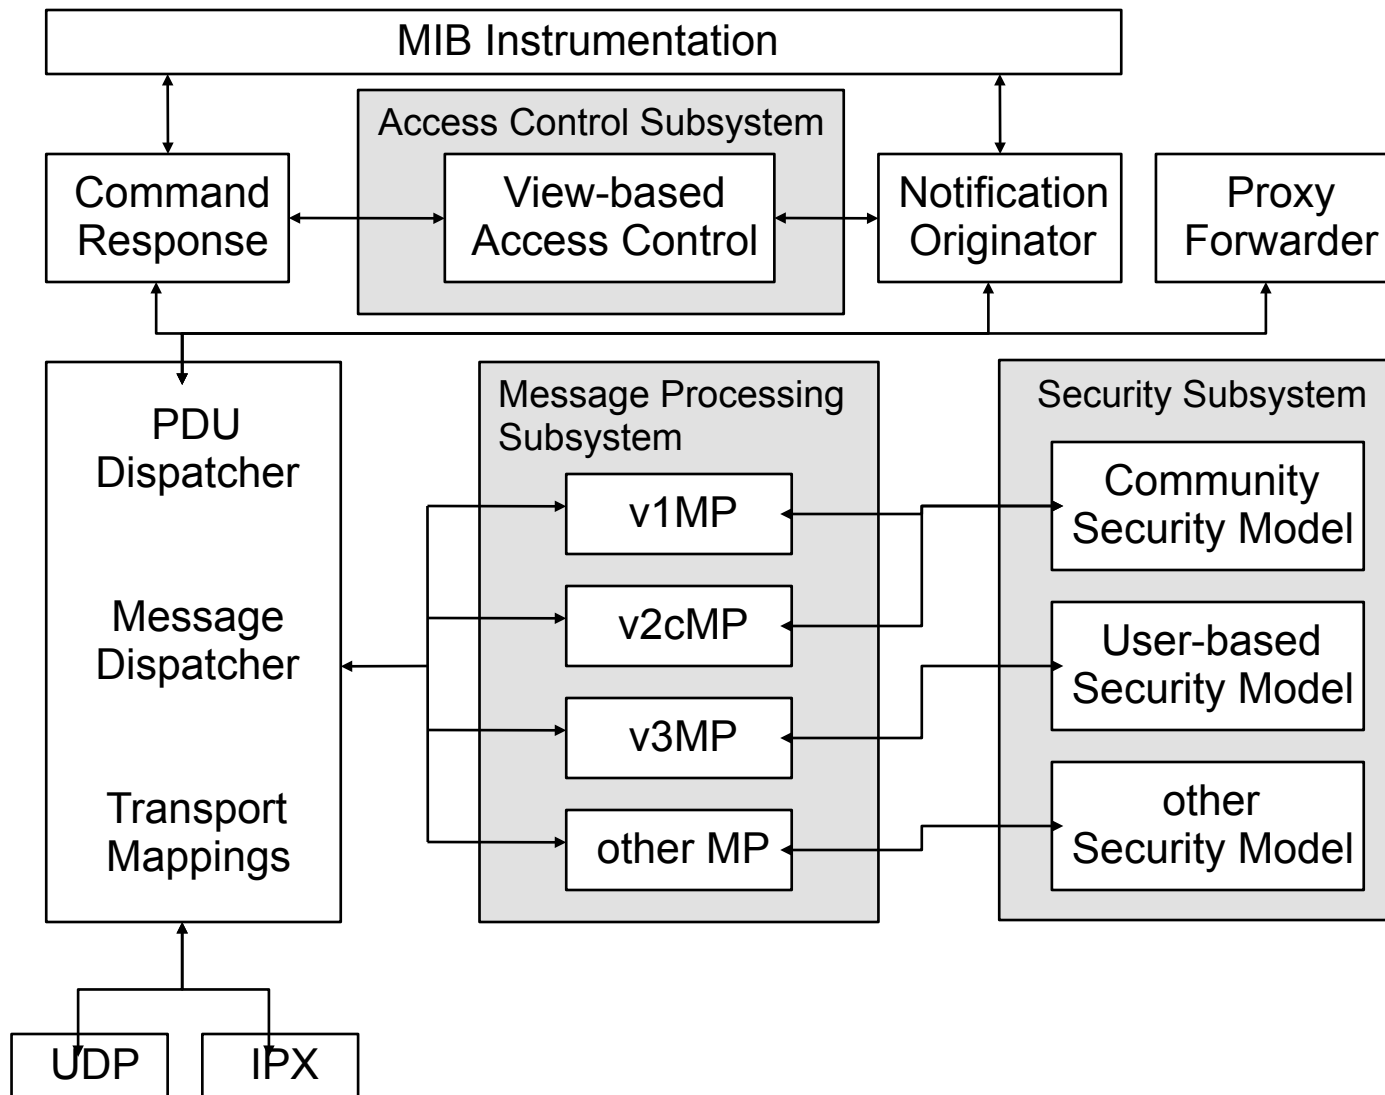 MIB Instrumentation
Access Control Subsystem
Command
Response
View-based
Access Control
Notification
Originator
Proxy
Forwarder
PDU
Dispatcher
Message
Dispatcher
Transport
Mappings
Message Processing
Subsystem
v1MP
v2cMP
v3MP
other MP
Security Subsystem
Community
Security Model
User-based
Security Model
other
Security Model
UDP
IPX